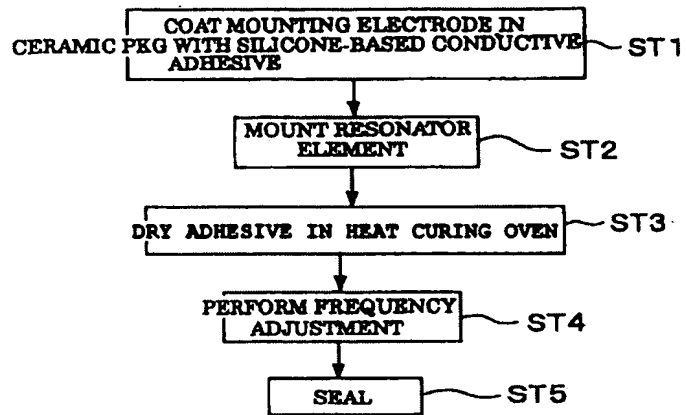 COAT MOUNTING ELECTRODE IN
CERAMIC PKG WITH SILICONE-BASED CONDUCTIVE
ADHESIVE
ST1
MOUNT RESONATOR
ELEMENT
ST2
DRY ADHESIVE IN HEAT CURING OVEN
ST3
PERFORM FREQUENCY
ADJUSTMENT
ST4
SEAL
ST5